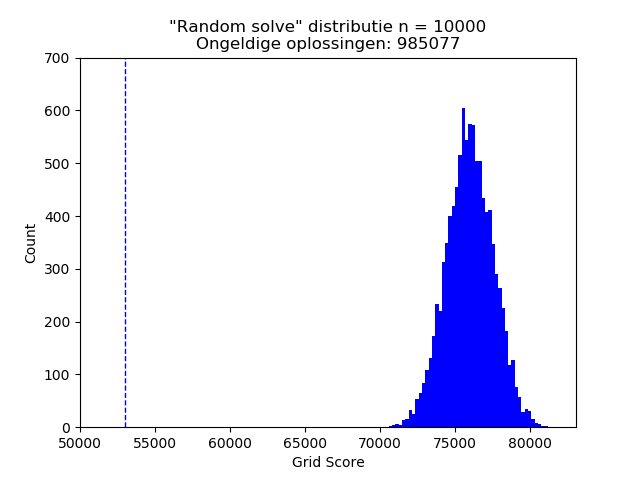 "Random solve" distributie n = 10000
Ongeldige oplossingen: 985077
700
600
500
400
300
200
100
0
Count
50000 55000 60000 65000 70000 75000 80000
Grid Score